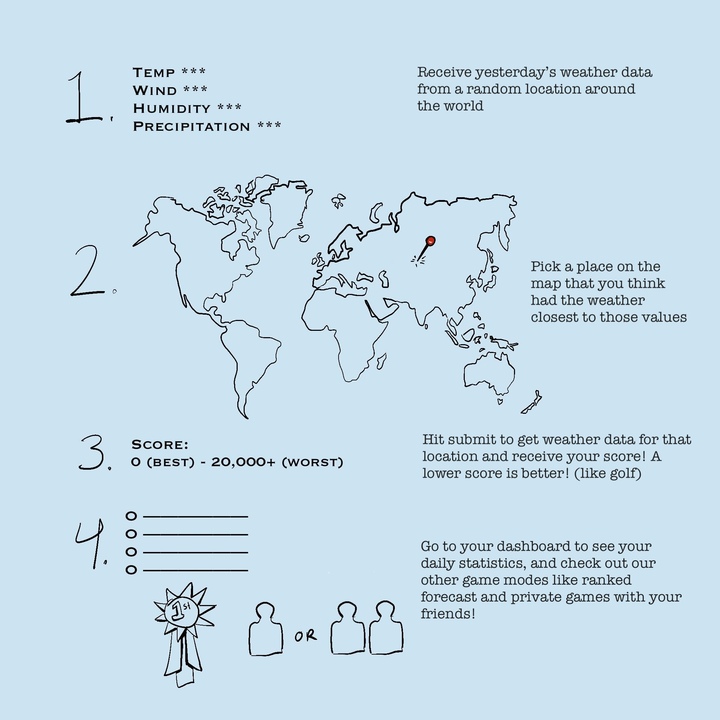 1.
TEMP ***
WIND ***
HUMIDITY ***
PRECIPITATION ***
Receive yesterday's weather data
from a random location around
the world
2.
Pick a place on the
map that you think
had the weather
closest to those values
3.
SCORE:
0 (BEST) - 20,000+ (WORST)
Hit submit to get weather data for that
location and receive your score! A
lower score is better! (like golf)
4.
Go to your dashboard to see your
daily statistics, and check out our
other game modes like ranked
forecast and private games with your
friends!
1st
OR